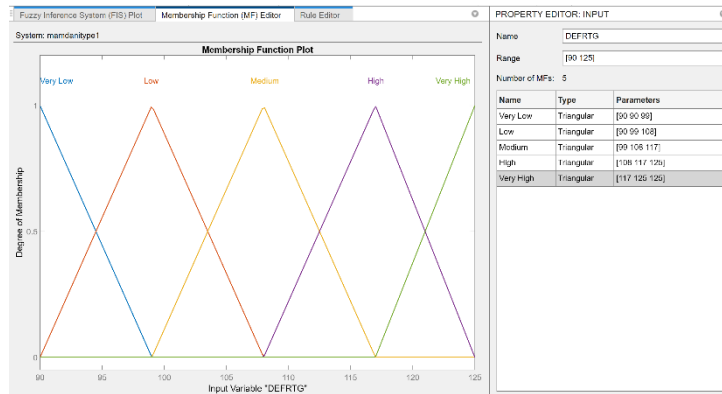 Fuzzy Inference System (FIS) Plot
Membership Function (MF) Editor
Rule Editor
System: mamdanitype1
Membership Function Plot
Very Low
Low
Medium
High
Very High
1
0.5
0
Degree of Membership
90 95 100 105 110 115 120 125
Input Variable "DEFRTG"
PROPERTY EDITOR: INPUT
Name DEFRTG
Range [90 125]
Number of MFs: 5
Name Type Parameters
Very Low Triangular [90 90 99]
Low Triangular [90 99 108]
Medium Triangular [99 108 117]
High Triangular [108 117 125]
Very High Triangular [117 125 125]